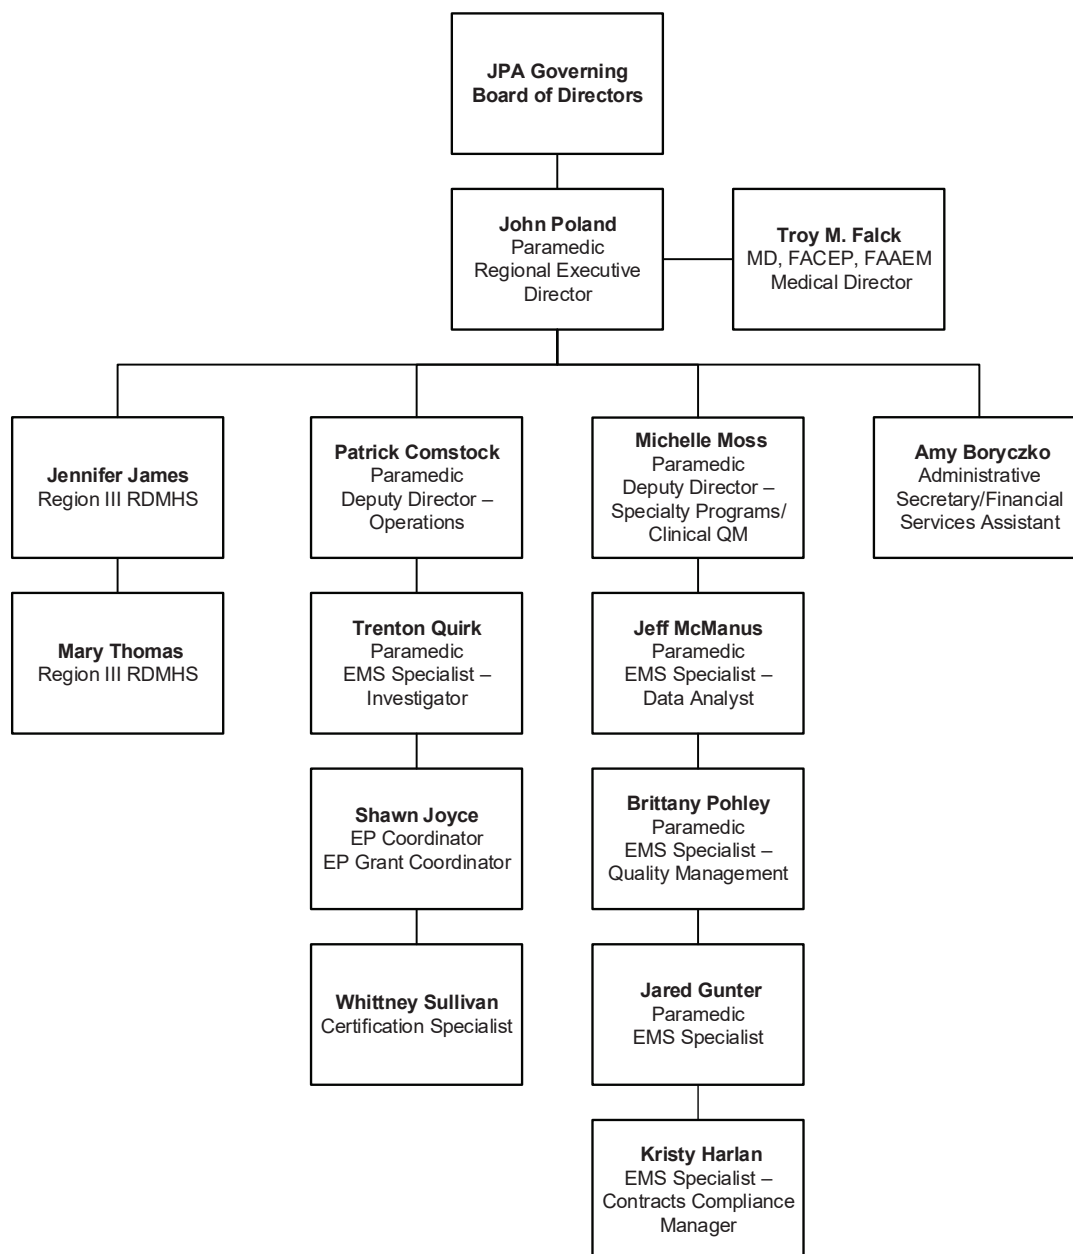 JPA Governing
Board of Directors
John Poland
Paramedic
Regional Executive
Director
Troy M. Falck
MD, FACEP, FAAEM
Medical Director
Jennifer James
Region III RDMHS
Patrick Comstock
Paramedic
Deputy Director –
Operations
Michelle Moss
Paramedic
Deputy Director –
Specialty Programs/
Clinical QM
Amy Boryczko
Administrative
Secretary/Financial
Services Assistant
Mary Thomas
Region III RDMHS
Trenton Quirk
Paramedic
EMS Specialist –
Investigator
Jeff McManus
Paramedic
EMS Specialist –
Data Analyst
Shawn Joyce
EP Coordinator
EP Grant Coordinator
Brittany Pohley
Paramedic
EMS Specialist –
Quality Management
Whittney Sullivan
Certification Specialist
Jared Gunter
Paramedic
EMS Specialist
Kristy Harlan
EMS Specialist –
Contracts Compliance
Manager